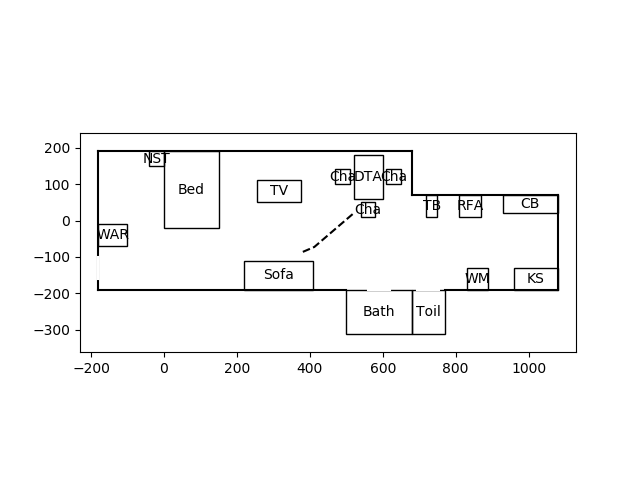 200
100
0
−100
−200
−300
NST
Bed
TV
Cha
DTA
Cha
Cha
TB
RFA
CB
WAR
Sofa
WM
KS
Bath
Toil
−200
0
200
400
600
800
1000